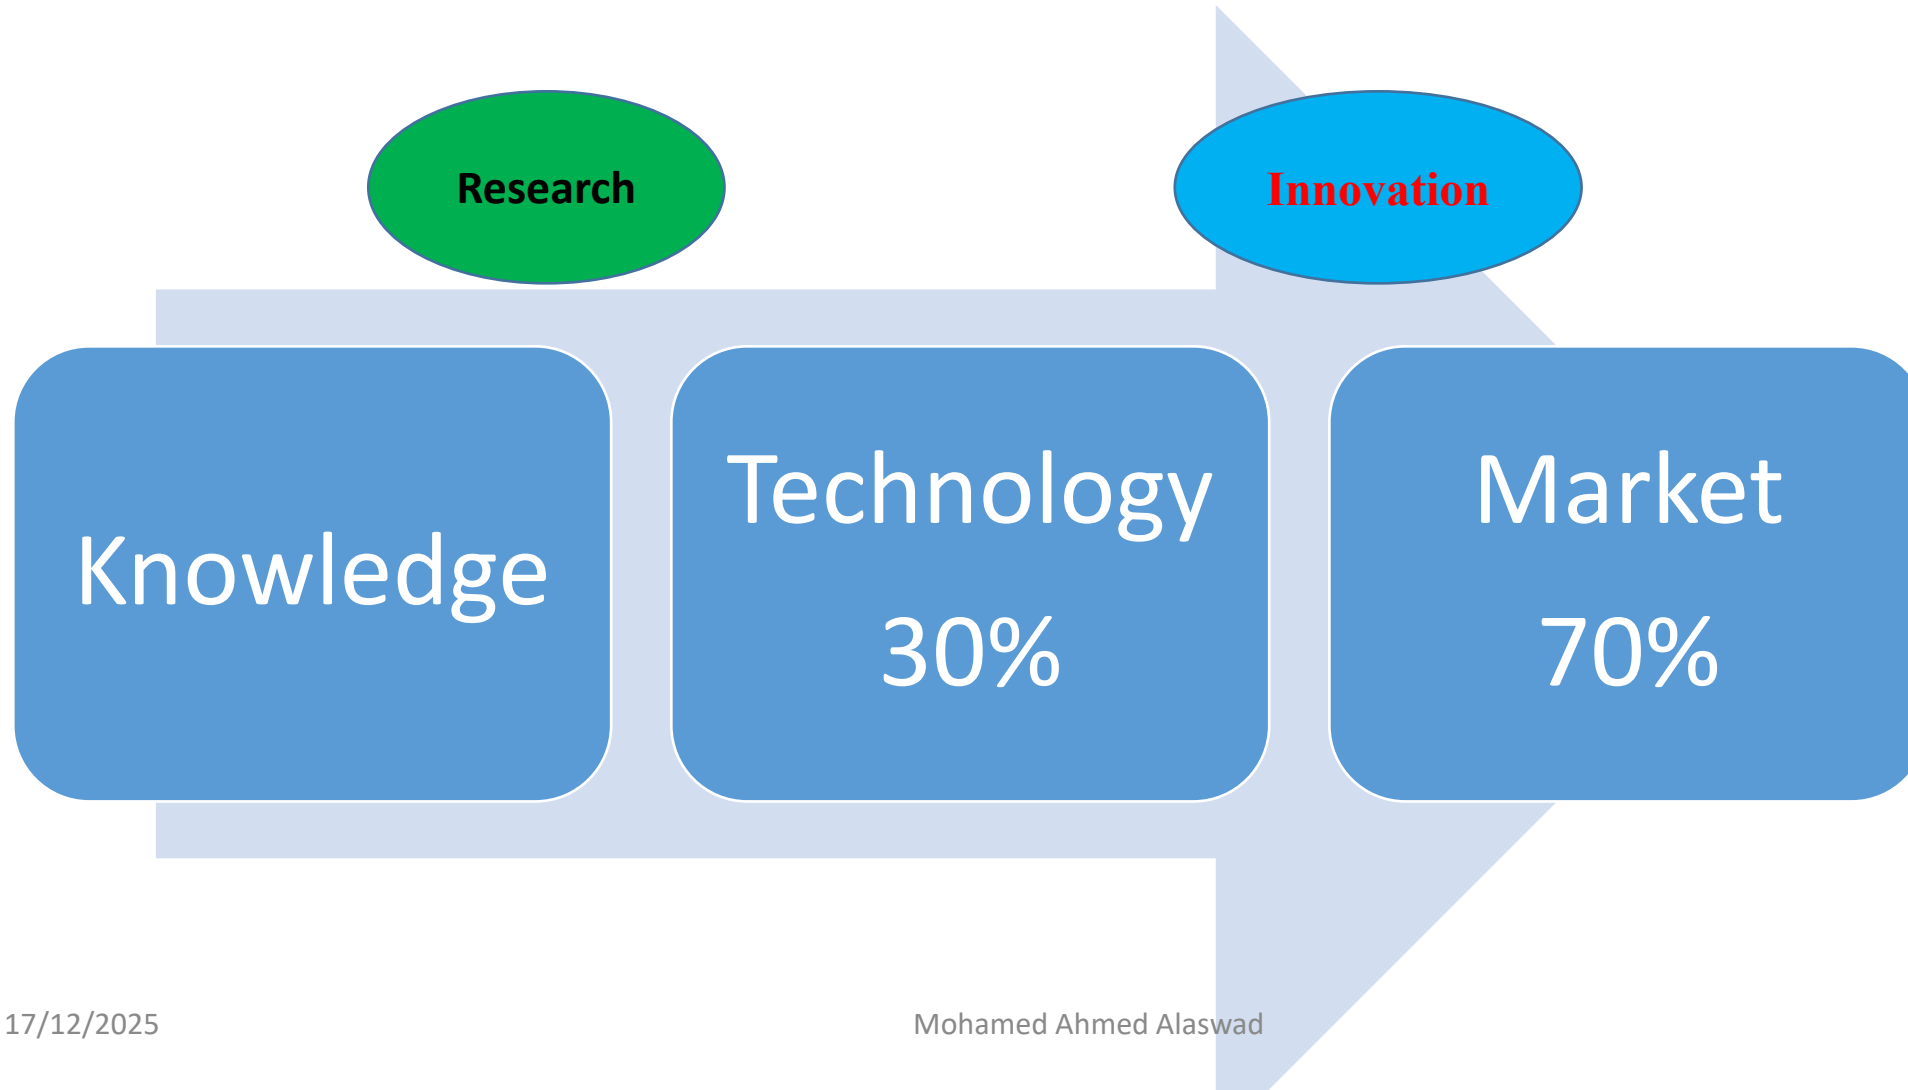 Research
Innovation
Knowledge
Technology
30%
Market
70%
17/12/2025
Mohamed Ahmed Alaswad